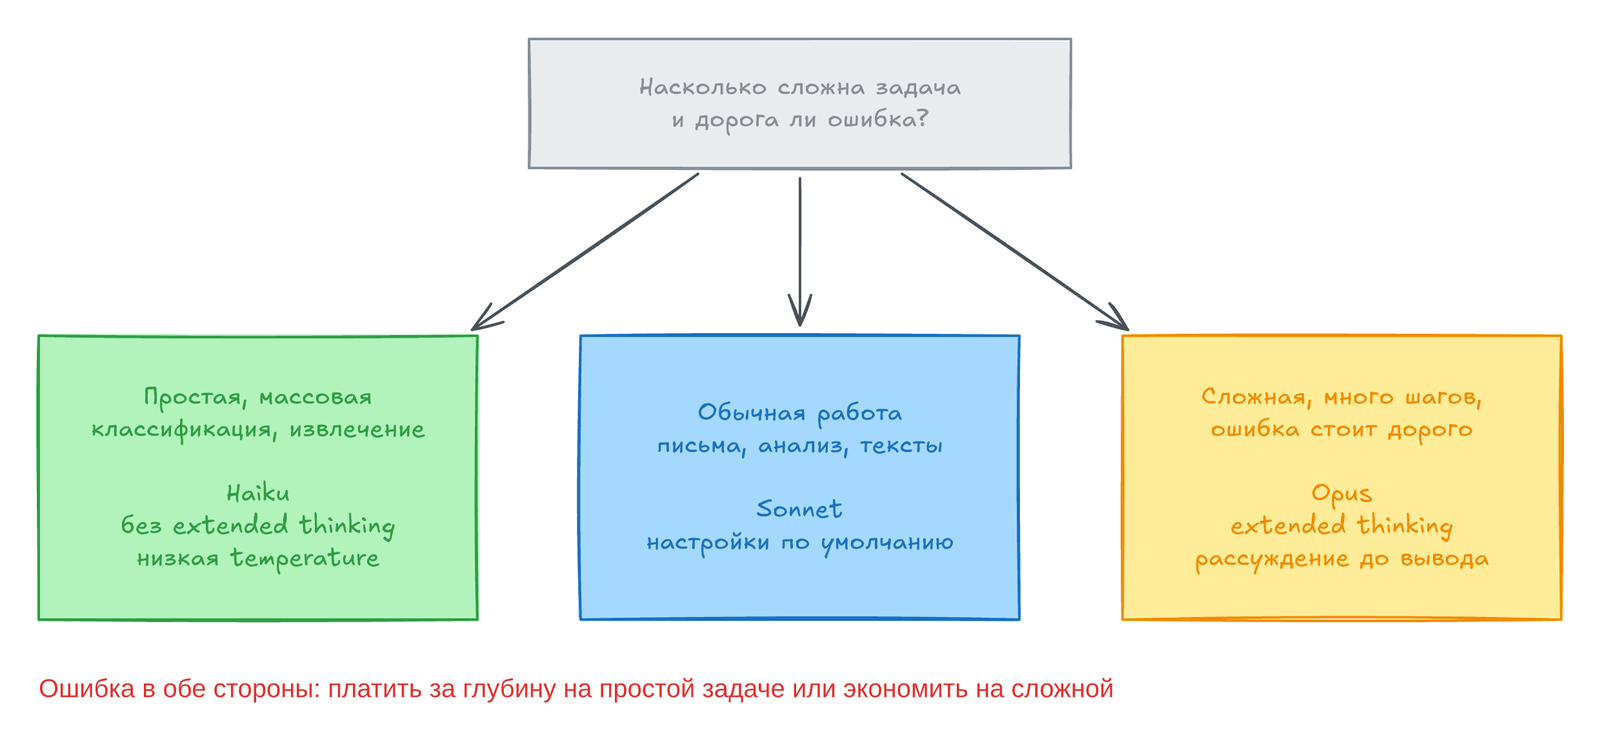 Насколько сложна задача
и дорога ли ошибка?
Простая, массовая
классификация, извлечение
Haiku
без extended thinking
низкая temperature
Обычная работа
письма, анализ, тексты
Sonnet
настройки по умолчанию
Сложная, много шагов,
ошибка стоит дорого
Opus
extended thinking
рассуждение до вывода
Ошибка в обе стороны: платить за глубину на простой задаче или экономить на сложной